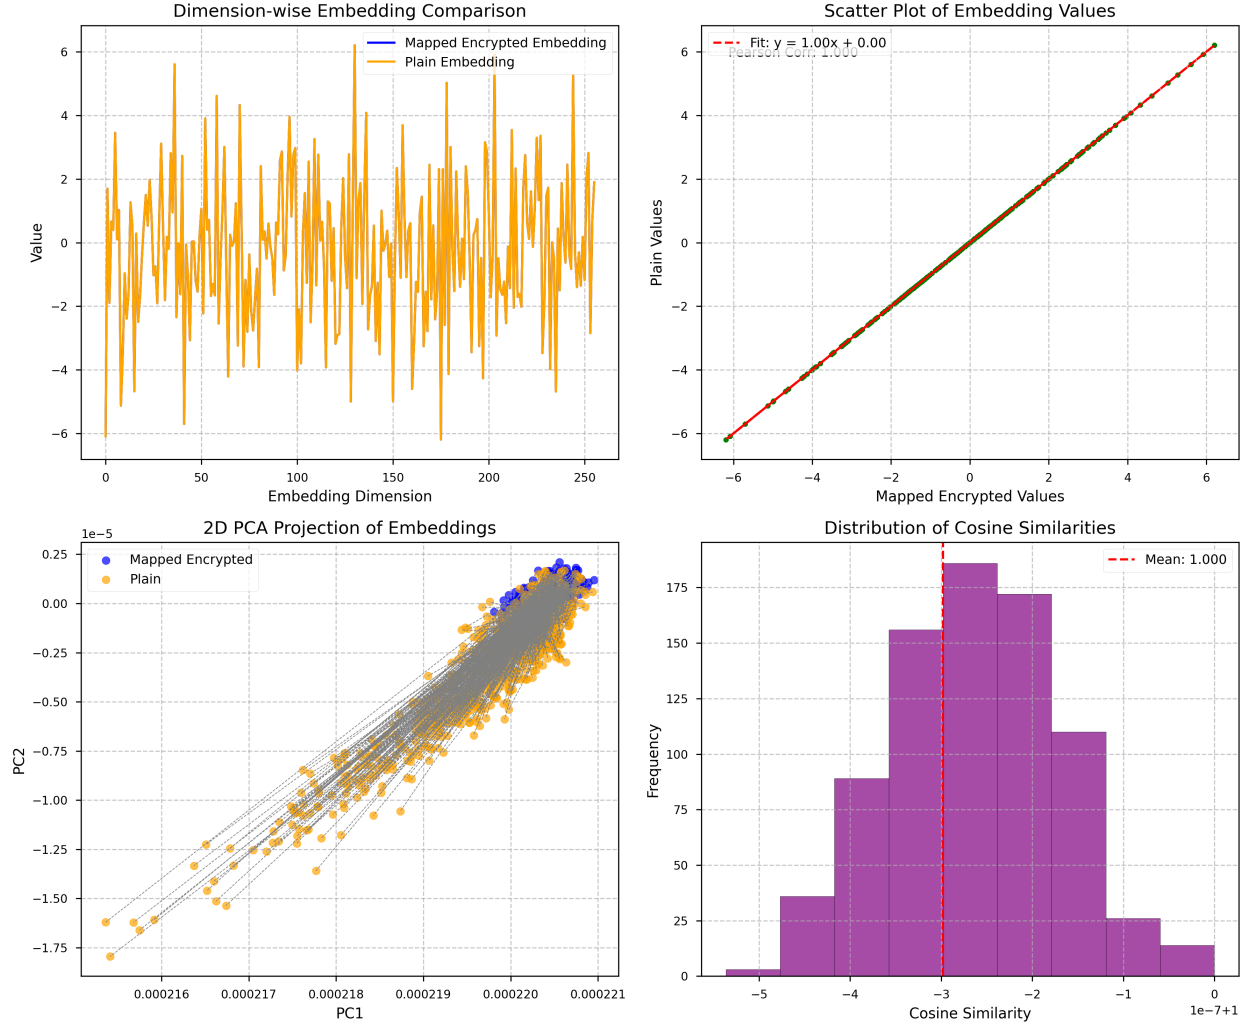 Dimension-wise Embedding Comparison
Mapped Encrypted Embedding
Plain Embedding
6
4
2
0
−2
−4
−6
Value
0 50 100 150 200 250
Embedding Dimension
Scatter Plot of Embedding Values
Fit: y = 1.00x + 0.00
Pearson Corr: 1.000
6
4
2
0
−2
−4
−6
Plain Values
−6 −4 −2 0 2 4 6
Mapped Encrypted Values
2D PCA Projection of Embeddings
1e−5
Mapped Encrypted
Plain
0.25
0.00
−0.25
−0.50
−0.75
−1.00
−1.25
−1.50
−1.75
PC2
0.000216 0.000217 0.000218 0.000219 0.000220 0.000221
PC1
Distribution of Cosine Similarities
Mean: 1.000
175
150
125
100
75
50
25
0
Frequency
−5 −4 −3 −2 −1 0
1e−7+1
Cosine Similarity